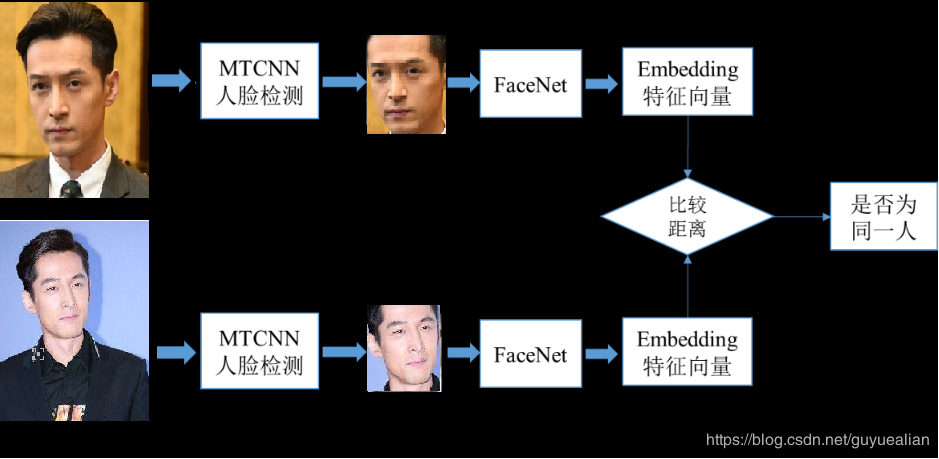 MTCNN
人脸检测
FaceNet
Embedding
特征向量
比较
距离
是否为
同一人
MTCNN
人脸检测
FaceNet
Embedding
特征向量
https://blog.csdn.net/guyuealian